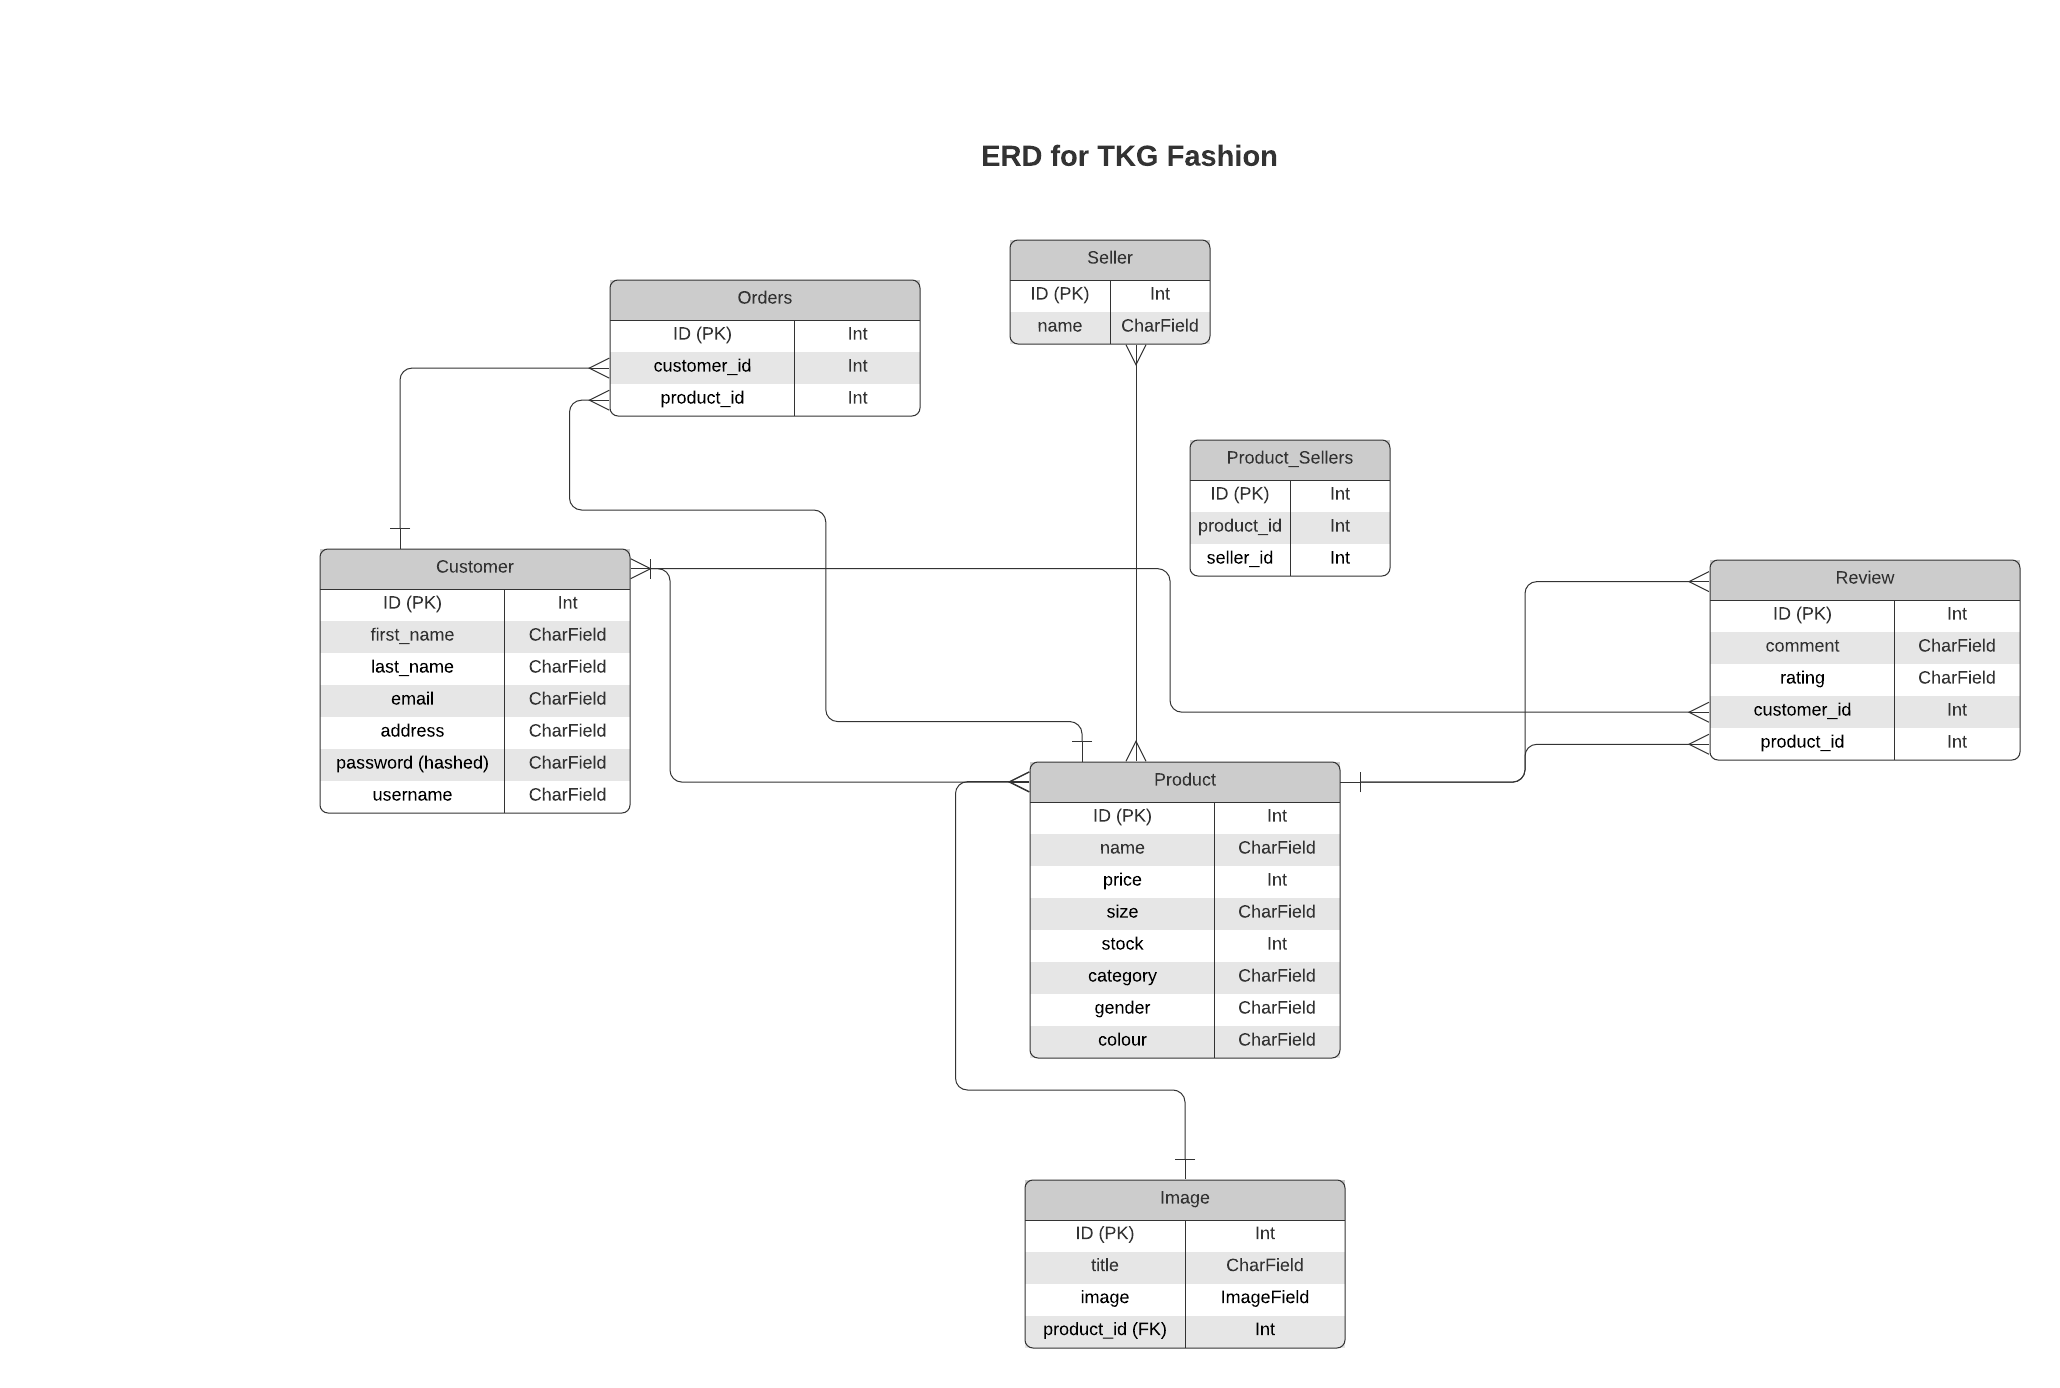 ERD for TKG Fashion
Seller
ID (PK) Int
name CharField
Orders
ID (PK) Int
customer_id Int
product_id Int
Product_Sellers
ID (PK) Int
product_id Int
seller_id Int
Customer
ID (PK) Int
first_name CharField
last_name CharField
email CharField
address CharField
password (hashed) CharField
username CharField
Review
ID (PK) Int
comment CharField
rating CharField
customer_id Int
product_id Int
Product
ID (PK) Int
name CharField
price Int
size CharField
stock Int
category CharField
gender CharField
colour CharField
Image
ID (PK) Int
title CharField
image ImageField
product_id (FK) Int